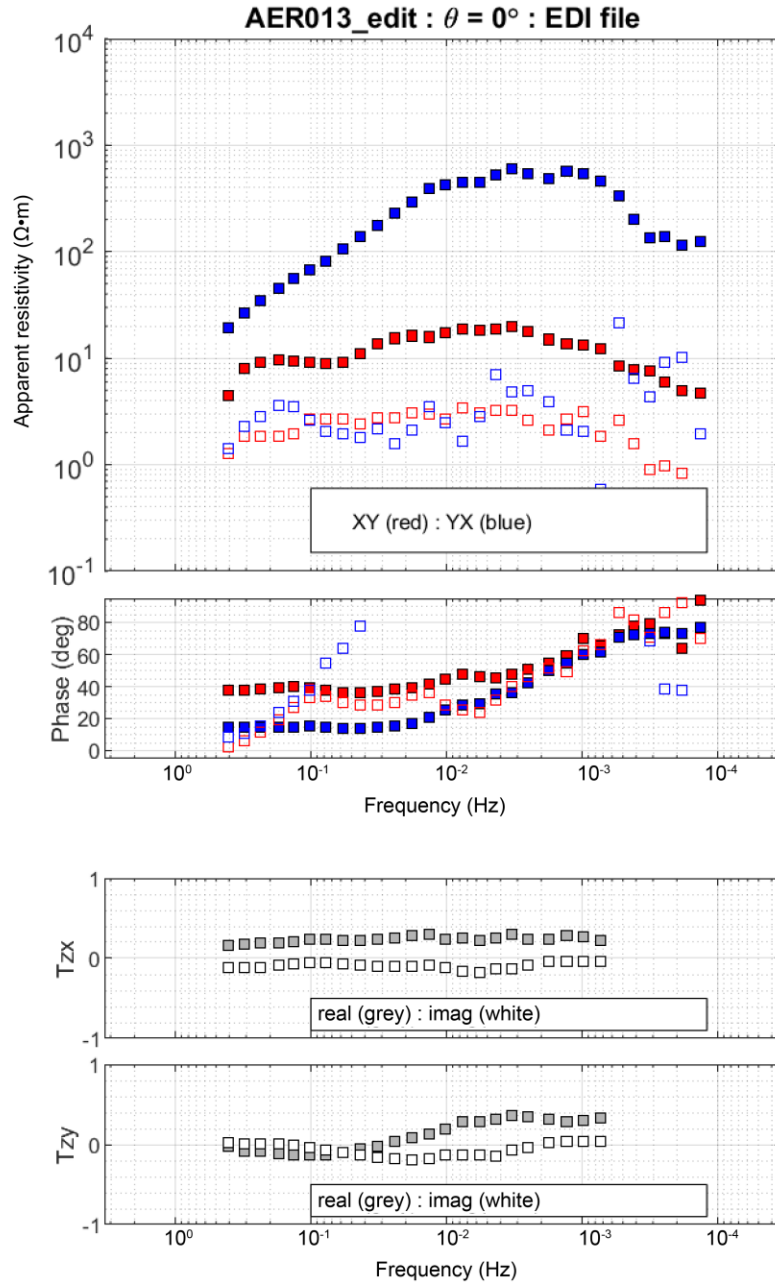 AER013_edit : θ = 0° : EDI file
10⁴
10³
10²
10¹
10⁰
10⁻¹
Apparent resistivity (Ω•m)
XY (red) : YX (blue)
80
60
40
20
0
Phase (deg)
10⁰ 10⁻¹ 10⁻² 10⁻³ 10⁻⁴
Frequency (Hz)
1
0
-1
Tzx
real (grey) : imag (white)
1
0
-1
Tzy
real (grey) : imag (white)
10⁰ 10⁻¹ 10⁻² 10⁻³ 10⁻⁴
Frequency (Hz)